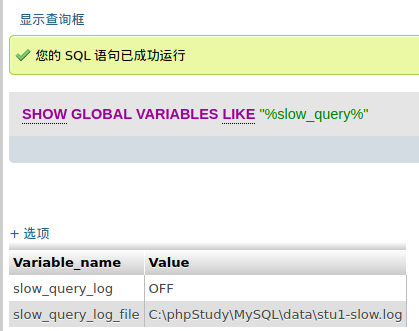 显示查询框
您的 SQL 语句已成功运行
SHOW GLOBAL VARIABLES LIKE "%slow_query%"
+ 选项
Variable_name Value
slow_query_log OFF
slow_query_log_file C:\phpStudy\MySQL\data\stu1-slow.log